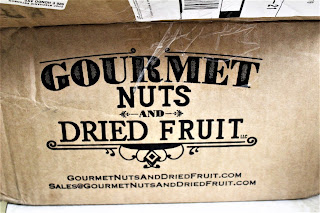 GOURMET
NUTS
AND
DRIED FRUIT LLC
GOURMETNUTSANDDRIEDFRUIT.COM
SALES@GOURMETNUTSANDDRIEDFRUIT.COM